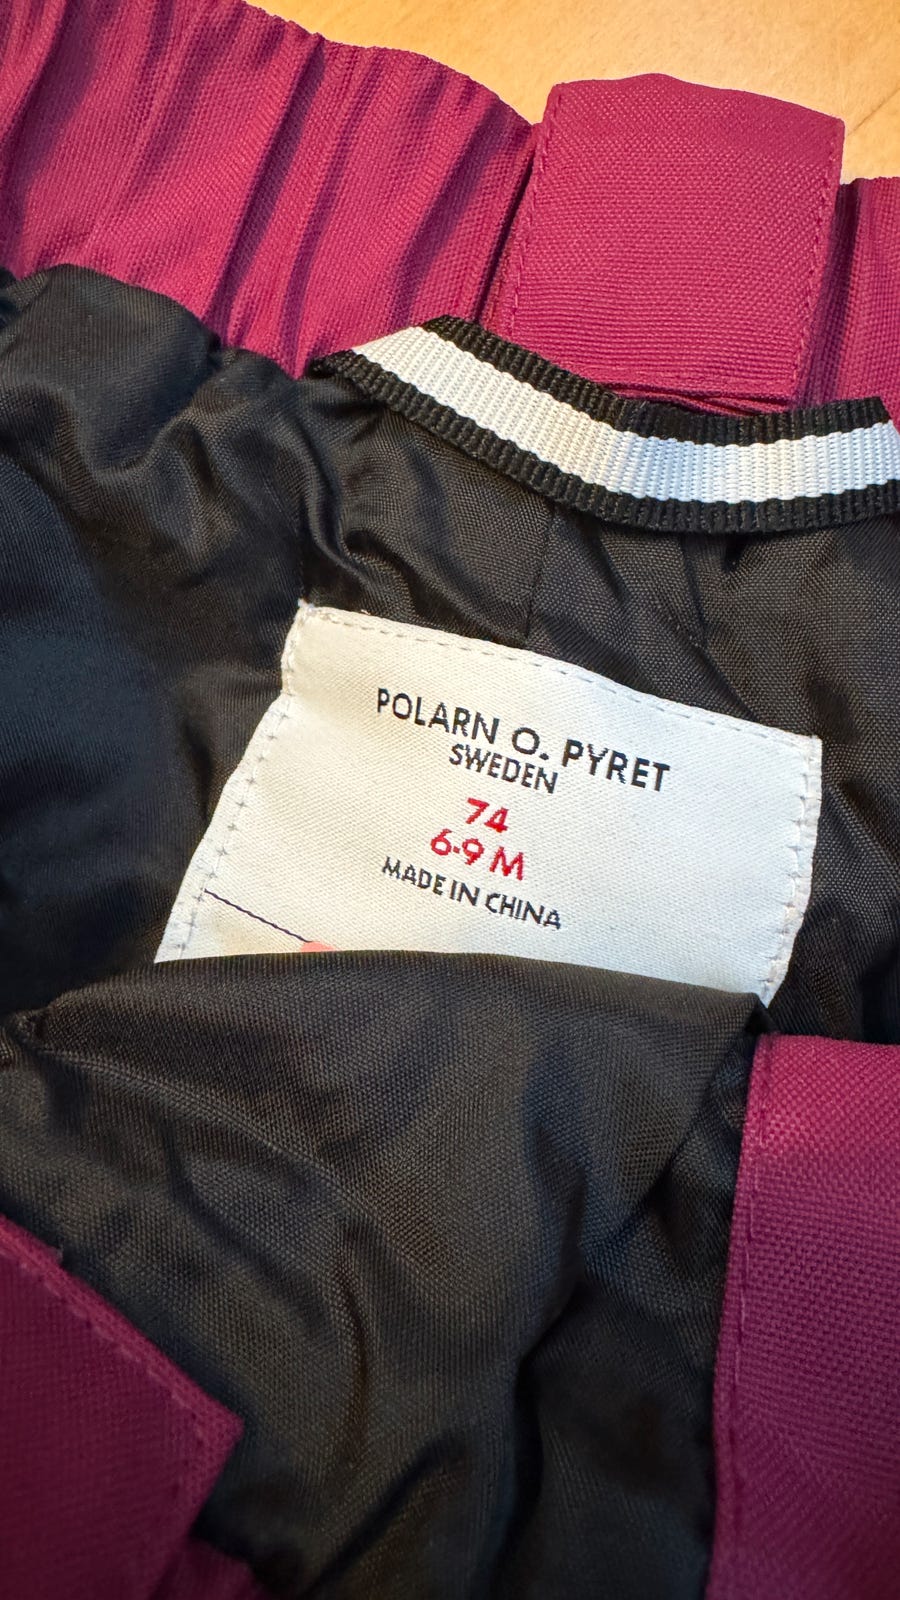 POLARN O. PYRET
SWEDEN
74
6-9 M
MADE IN CHINA